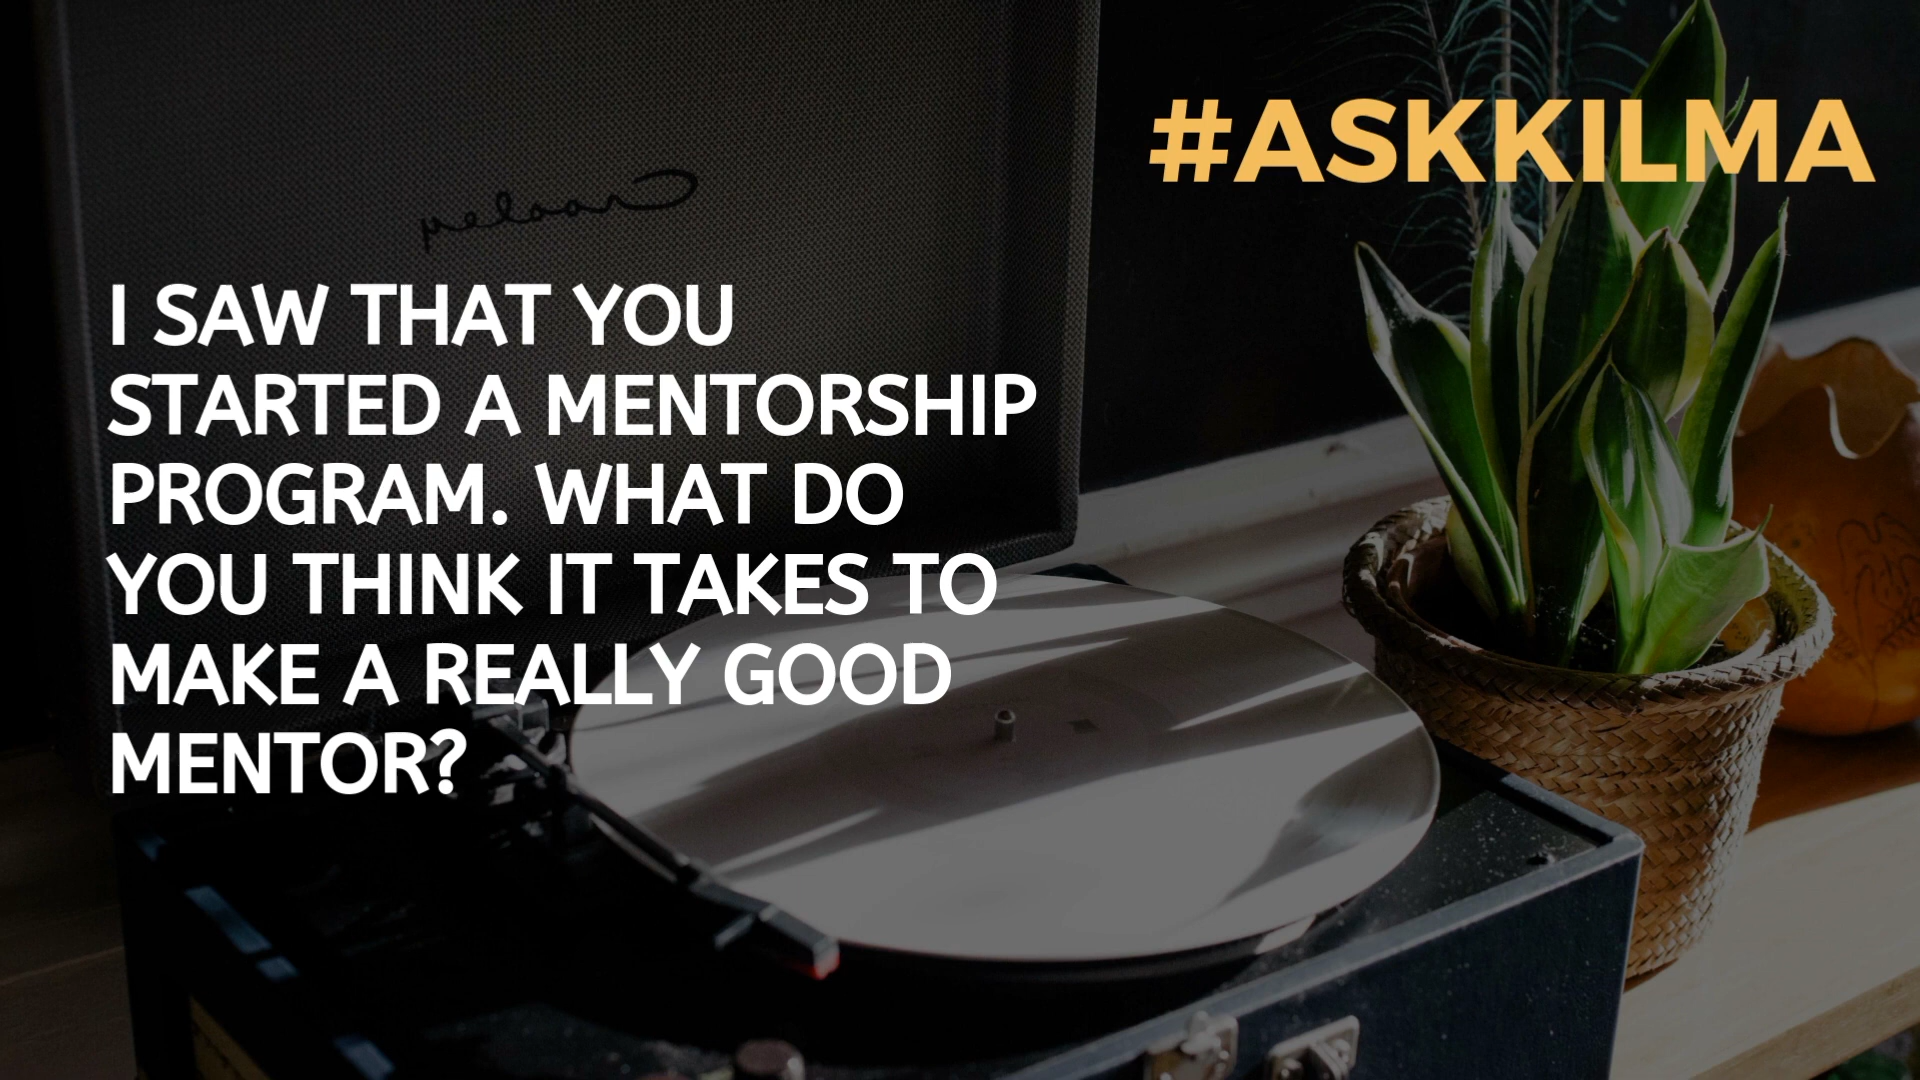 #ASKKILMA
I SAW THAT YOU
STARTED A MENTORSHIP
PROGRAM. WHAT DO
YOU THINK IT TAKES TO
MAKE A REALLY GOOD
MENTOR?